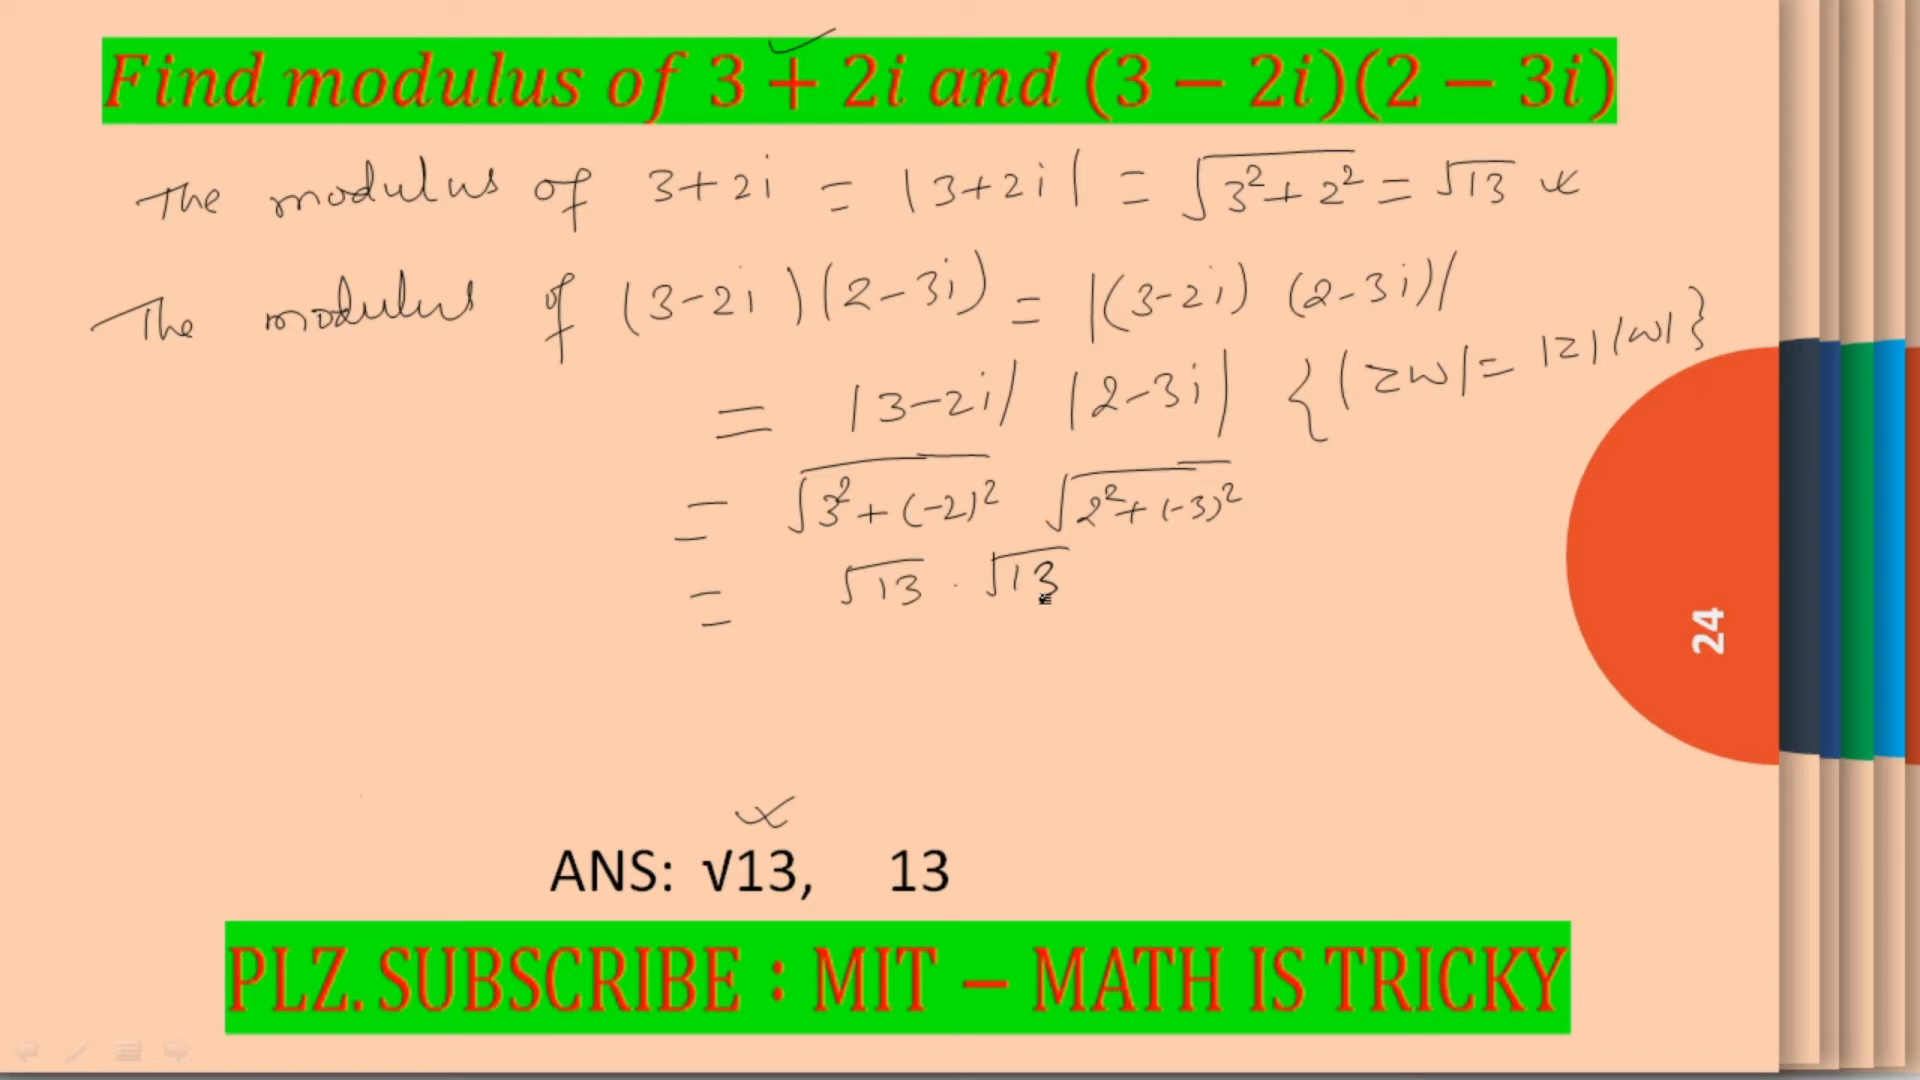 Find modulus of 3 + 2i and (3 − 2i)(2 − 3i)
The modulus of 3+2i = |3+2i| = √3²+2² = √13
The modulus of (3-2i)(2-3i) = |(3-2i) (2-3i)|
= |3-2i| |2-3i| {|zw| = |z||w|}
= √3²+(-2)² √2²+(-3)²
= √13 . √13
24
ANS: √13, 13
PLZ. SUBSCRIBE : MIT − MATH IS TRICKY